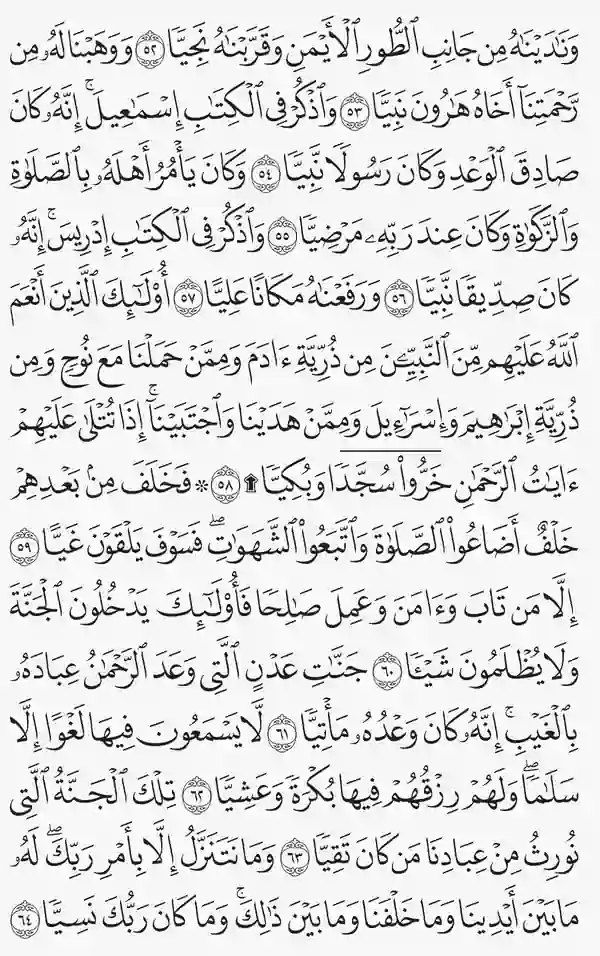 وَنَٰدَيۡنَٰهُ مِن جَانِبِ ٱلطُّورِ ٱلۡأَيۡمَنِ وَقَرَّبۡنَٰهُ نَجِيّٗا ٥٢ وَوَهَبۡنَا لَهُۥ مِن
رَّحۡمَتِنَآ أَخَاهُ هَٰرُونَ نَبِيّٗا ٥٣ وَٱذۡكُرۡ فِي ٱلۡكِتَٰبِ إِسۡمَٰعِيلَۚ إِنَّهُۥ كَانَ
صَادِقَ ٱلۡوَعۡدِ وَكَانَ رَسُولٗا نَّبِيّٗا ٥٤ وَكَانَ يَأۡمُرُ أَهۡلَهُۥ بِٱلصَّلَوٰةِ
وَٱلزَّكَوٰةِ وَكَانَ عِندَ رَبِّهِۦ مَرۡضِيّٗا ٥٥ وَٱذۡكُرۡ فِي ٱلۡكِتَٰبِ إِدۡرِيسَۚ إِنَّهُۥ
كَانَ صِدِّيقٗا نَّبِيّٗا ٥٦ وَرَفَعۡنَٰهُ مَكَانًا عَلِيًّا ٥٧ أُوْلَٰٓئِكَ ٱلَّذِينَ أَنۡعَمَ
ٱللَّهُ عَلَيۡهِم مِّنَ ٱلنَّبِيِّـۧنَ مِن ذُرِّيَّةِ ءَادَمَ وَمِمَّنۡ حَمَلۡنَا مَعَ نُوحٖ وَمِن
ذُرِّيَّةِ إِبۡرَٰهِيمَ وَإِسۡرَٰٓءِيلَ وَمِمَّنۡ هَدَيۡنَا وَٱجۡتَبَيۡنَآۚ إِذَا تُتۡلَىٰ عَلَيۡهِمۡ
ءَايَٰتُ ٱلرَّحۡمَٰنِ خَرُّواْۤ سُجَّدٗاۤ وَبُكِيّٗا ۩ ٥٨ ۞ فَخَلَفَ مِنۢ بَعۡدِهِمۡ
خَلۡفٌ أَضَاعُواْ ٱلصَّلَوٰةَ وَٱتَّبَعُواْ ٱلشَّهَوَٰتِۖ فَسَوۡفَ يَلۡقَوۡنَ غَيًّا ٥٩
إِلَّا مَن تَابَ وَءَامَنَ وَعَمِلَ صَٰلِحٗا فَأُوْلَٰٓئِكَ يَدۡخُلُونَ ٱلۡجَنَّةَ
وَلَا يُظۡلَمُونَ شَيۡـٔٗا ٦٠ جَنَّٰتِ عَدۡنٍ ٱلَّتِي وَعَدَ ٱلرَّحۡمَٰنُ عِبَادَهُۥ
بِٱلۡغَيۡبِۚ إِنَّهُۥ كَانَ وَعۡدُهُۥ مَأۡتِيّٗا ٦١ لَّا يَسۡمَعُونَ فِيهَا لَغۡوًا إِلَّا
سَلَٰمٗاۖ وَلَهُمۡ رِزۡقُهُمۡ فِيهَا بُكۡرَةٗ وَعَشِيّٗا ٦٢ تِلۡكَ ٱلۡجَنَّةُ ٱلَّتِي
نُورِثُ مِنۡ عِبَادِنَا مَن كَانَ تَقِيّٗا ٦٣ وَمَا نَتَنَزَّلُ إِلَّا بِأَمۡرِ رَبِّكَۖ لَهُۥ
مَا بَيۡنَ أَيۡدِينَا وَمَا خَلۡفَنَا وَمَا بَيۡنَ ذَٰلِكَۚ وَمَا كَانَ رَبُّكَ نَسِيّٗا ٦٤